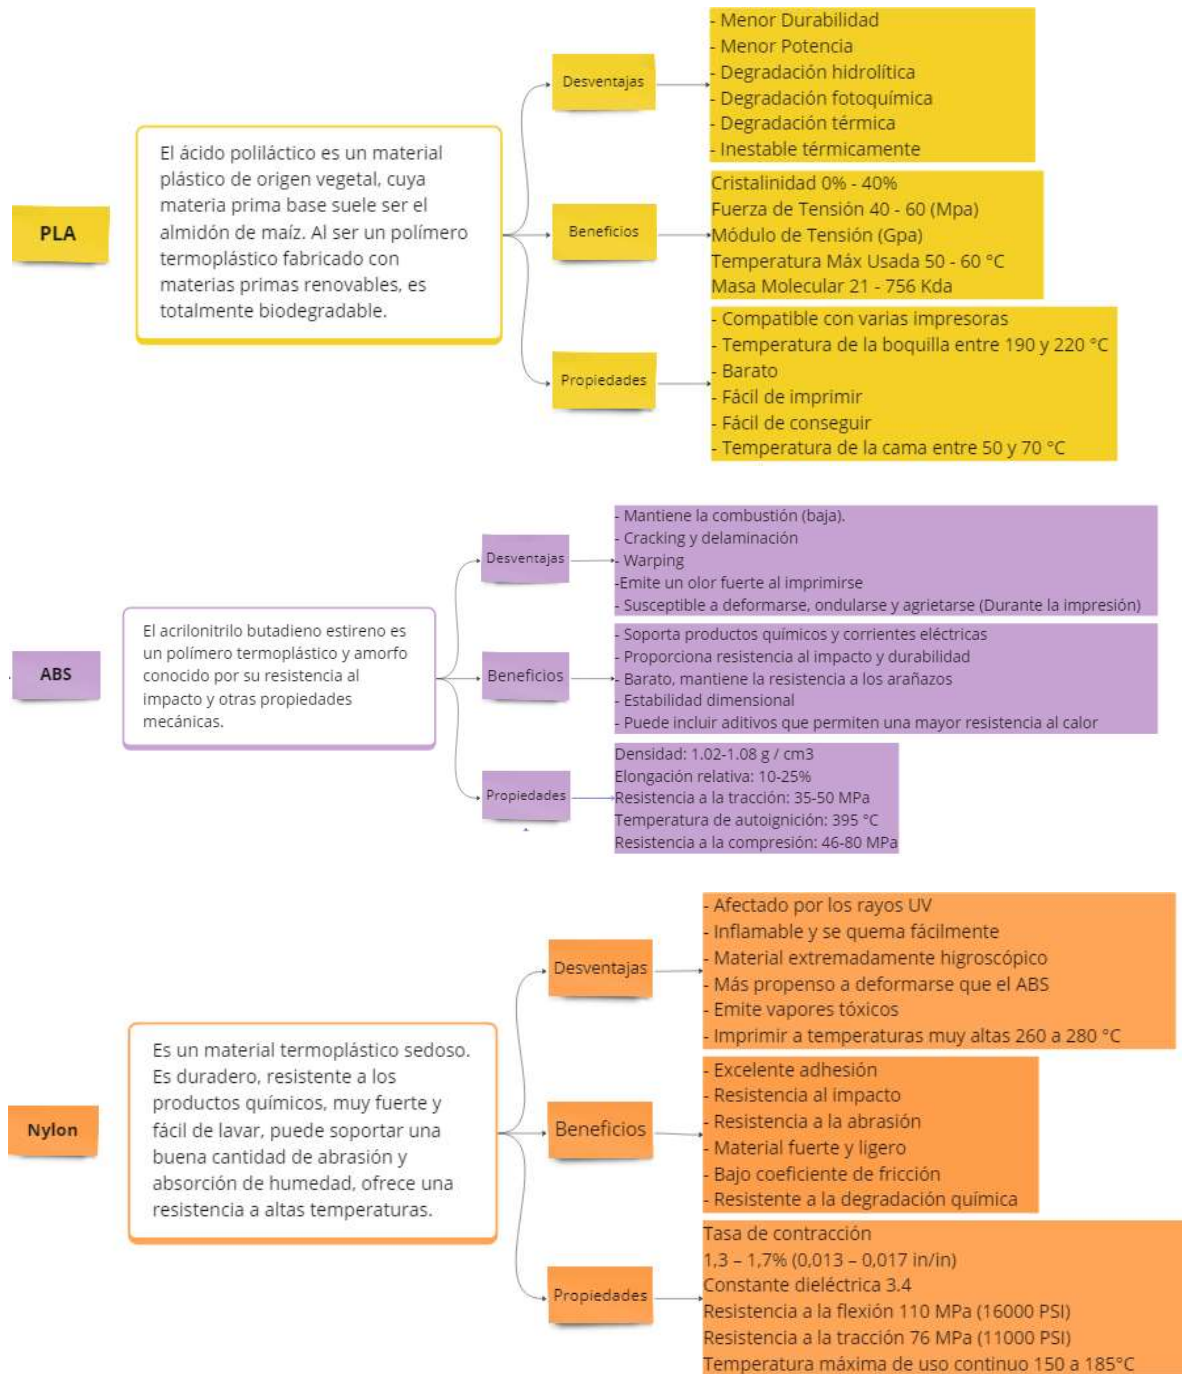 PLA
El ácido poliláctico es un material
plástico de origen vegetal, cuya
materia prima base suele ser el
almidón de maíz. Al ser un polímero
termoplástico fabricado con
materias primas renovables, es
totalmente biodegradable.
Desventajas
- Menor Durabilidad
- Menor Potencia
- Degradación hidrolítica
- Degradación fotoquímica
- Degradación térmica
- Inestable térmicamente
Beneficios
Cristalinidad 0% - 40%
Fuerza de Tensión 40 - 60 (Mpa)
Módulo de Tensión (Gpa)
Temperatura Máx Usada 50 - 60 °C
Masa Molecular 21 - 756 Kda
Propiedades
- Compatible con varias impresoras
- Temperatura de la boquilla entre 190 y 220 °C
- Barato
- Fácil de imprimir
- Fácil de conseguir
- Temperatura de la cama entre 50 y 70 °C
ABS
El acrilonitrilo butadieno estireno es
un polímero termoplástico y amorfo
conocido por su resistencia al
impacto y otras propiedades
mecánicas.
Desventajas
- Mantiene la combustión (baja).
- Cracking y delaminación
- Warping
-Emite un olor fuerte al imprimirse
- Susceptible a deformarse, ondularse y agrietarse (Durante la impresión)
Beneficios
- Soporta productos químicos y corrientes eléctricas
- Proporciona resistencia al impacto y durabilidad
- Barato, mantiene la resistencia a los arañazos
- Estabilidad dimensional
- Puede incluir aditivos que permiten una mayor resistencia al calor
Propiedades
Densidad: 1.02-1.08 g / cm3
Elongación relativa: 10-25%
Resistencia a la tracción: 35-50 MPa
Temperatura de autoignición: 395 °C
Resistencia a la compresión: 46-80 MPa
Nylon
Es un material termoplástico sedoso.
Es duradero, resistente a los
productos químicos, muy fuerte y
fácil de lavar, puede soportar una
buena cantidad de abrasión y
absorción de humedad, ofrece una
resistencia a altas temperaturas.
Desventajas
- Afectado por los rayos UV
- Inflamable y se quema fácilmente
- Material extremadamente higroscópico
- Más propenso a deformarse que el ABS
- Emite vapores tóxicos
- Imprimir a temperaturas muy altas 260 a 280 °C
Beneficios
- Excelente adhesión
- Resistencia al impacto
- Resistencia a la abrasión
- Material fuerte y ligero
- Bajo coeficiente de fricción
- Resistente a la degradación química
Propiedades
Tasa de contracción
1,3 – 1,7% (0,013 – 0,017 in/in)
Constante dieléctrica 3.4
Resistencia a la flexión 110 MPa (16000 PSI)
Resistencia a la tracción 76 MPa (11000 PSI)
Temperatura máxima de uso continuo 150 a 185°C